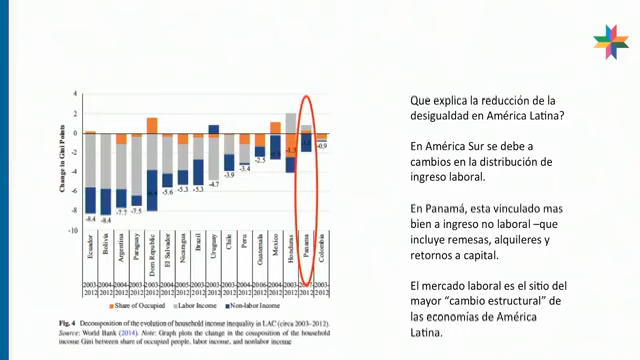 4
2
0
-2
-4
-6
-8
-10
Change in Gini Points
-8.4
-8.4
-7.7
-7.5
-5.6
-5.3
-5.3
-4.7
-3.9
-3.4
-2.5
-0.9
Ecuador
Bolivia
Argentina
Paraguay
Dom Republic
El Salvador
Nicaragua
Brazil
Uruguay
Chile
Peru
Guatemala
Mexico
Honduras
Panama
Colombia
Share of Occupied Labor Income Non-labor Income
Fig. 4 Decomposition of the evolution of household income inequality in LAC (circa 2003–2012).
Source: World Bank (2014). Note: Graph plots the change in the composition of the household
income Gini between share of occupied people, labor income, and nonlabor income
Que explica la reducción de la
desigualdad en América Latina?
En América Sur se debe a
cambios en la distribución de
ingreso laboral.
En Panamá, esta vinculado mas
bien a ingreso no laboral –que
incluye remesas, alquileres y
retornos a capital.
El mercado laboral es el sitio del
mayor "cambio estructural" de
las economías de América
Latina.